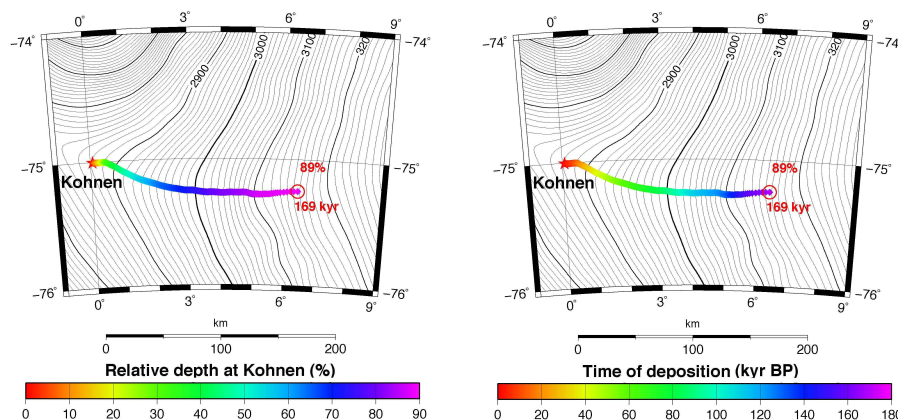 0° 3° 6° 9°
−74° −74°
2900 3000 3100 320
−75° −75°
Kohnen
89%
169 kyr
−76° −76°
0° 3° 6° 9°
km
0 100 200
Relative depth at Kohnen (%)
0 10 20 30 40 50 60 70 80 90
0° 3° 6° 9°
−74° −74°
2900 3000 3100 320
−75° −75°
Kohnen
89%
169 kyr
−76° −76°
0° 3° 6° 9°
km
0 100 200
Time of deposition (kyr BP)
0 20 40 60 80 100 120 140 160 180